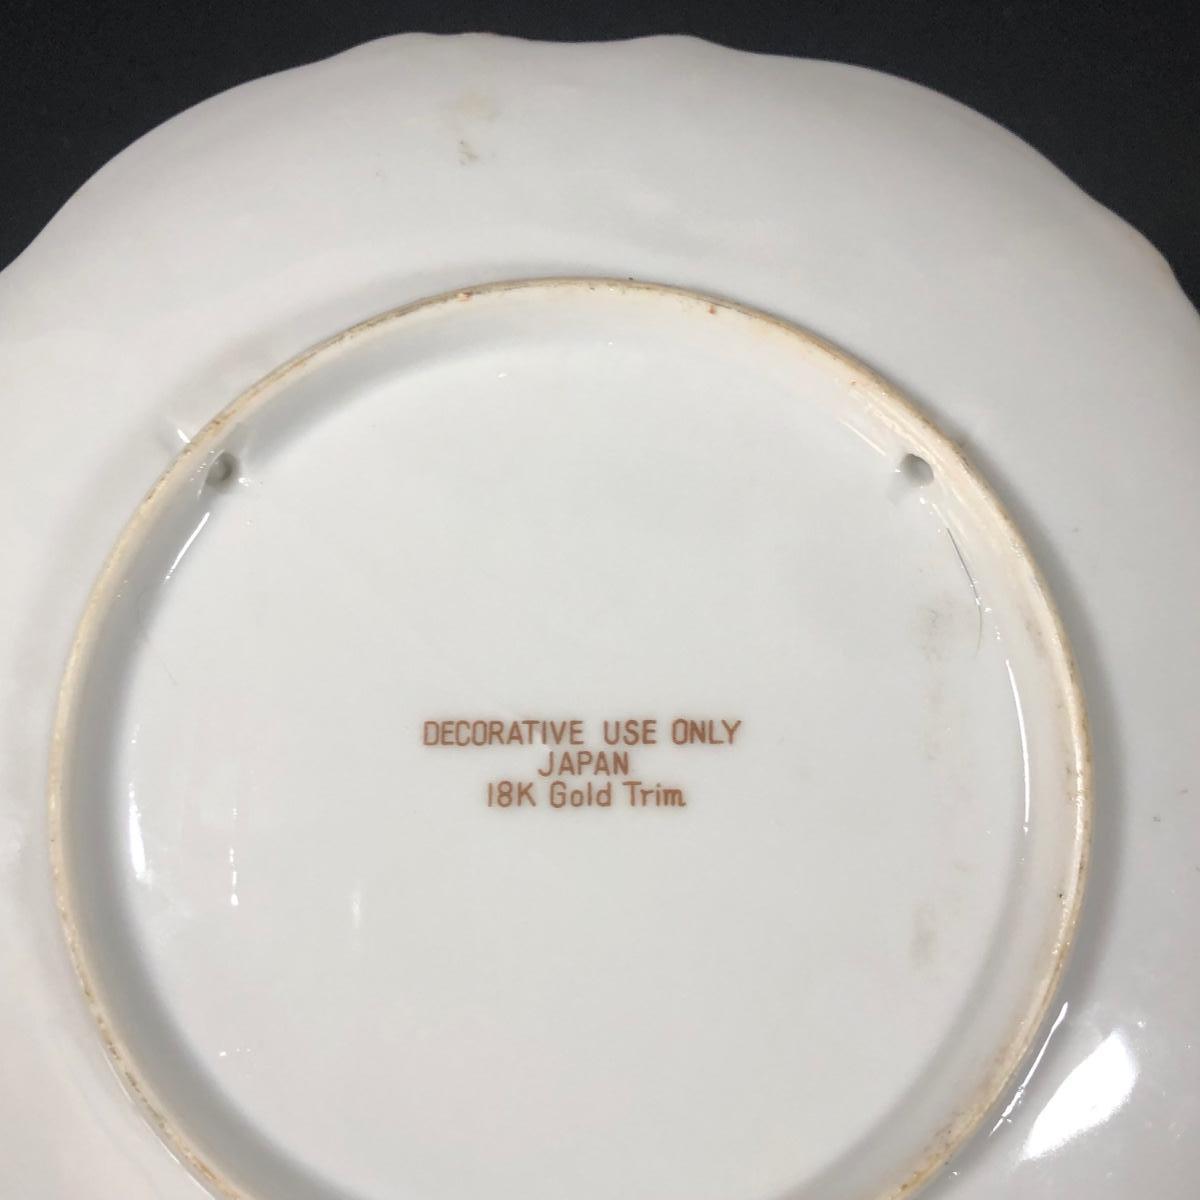 DECORATIVE USE ONLY
JAPAN
18K Gold Trim